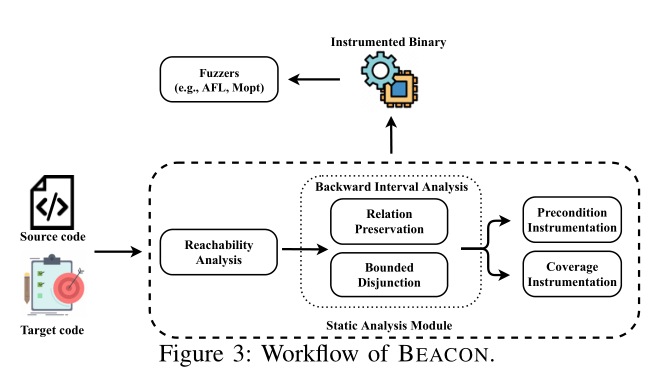 Instrumented Binary
Fuzzers
(e.g., AFL, Mopt)
Source code
Target code
Reachability
Analysis
Backward Interval Analysis
Relation
Preservation
Bounded
Disjunction
Precondition
Instrumentation
Coverage
Instrumentation
Static Analysis Module
Figure 3: Workflow of BEACON.